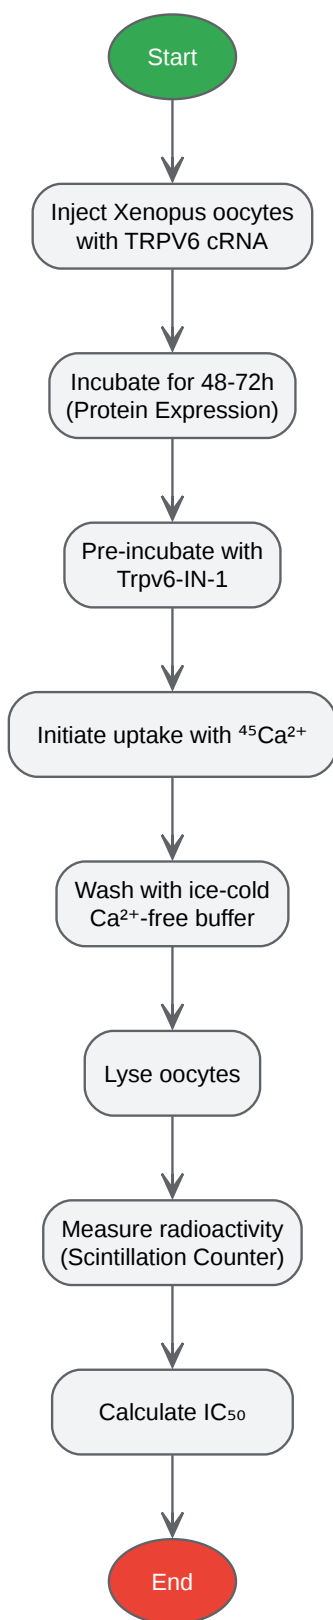 Start
Inject Xenopus oocytes
with TRPV6 cRNA
Incubate for 48-72h
(Protein Expression)
Pre-incubate with
Trpv6-IN-1
Initiate uptake with ⁴⁵Ca²⁺
Wash with ice-cold
Ca²⁺-free buffer
Lyse oocytes
Measure radioactivity
(Scintillation Counter)
Calculate IC₅₀
End